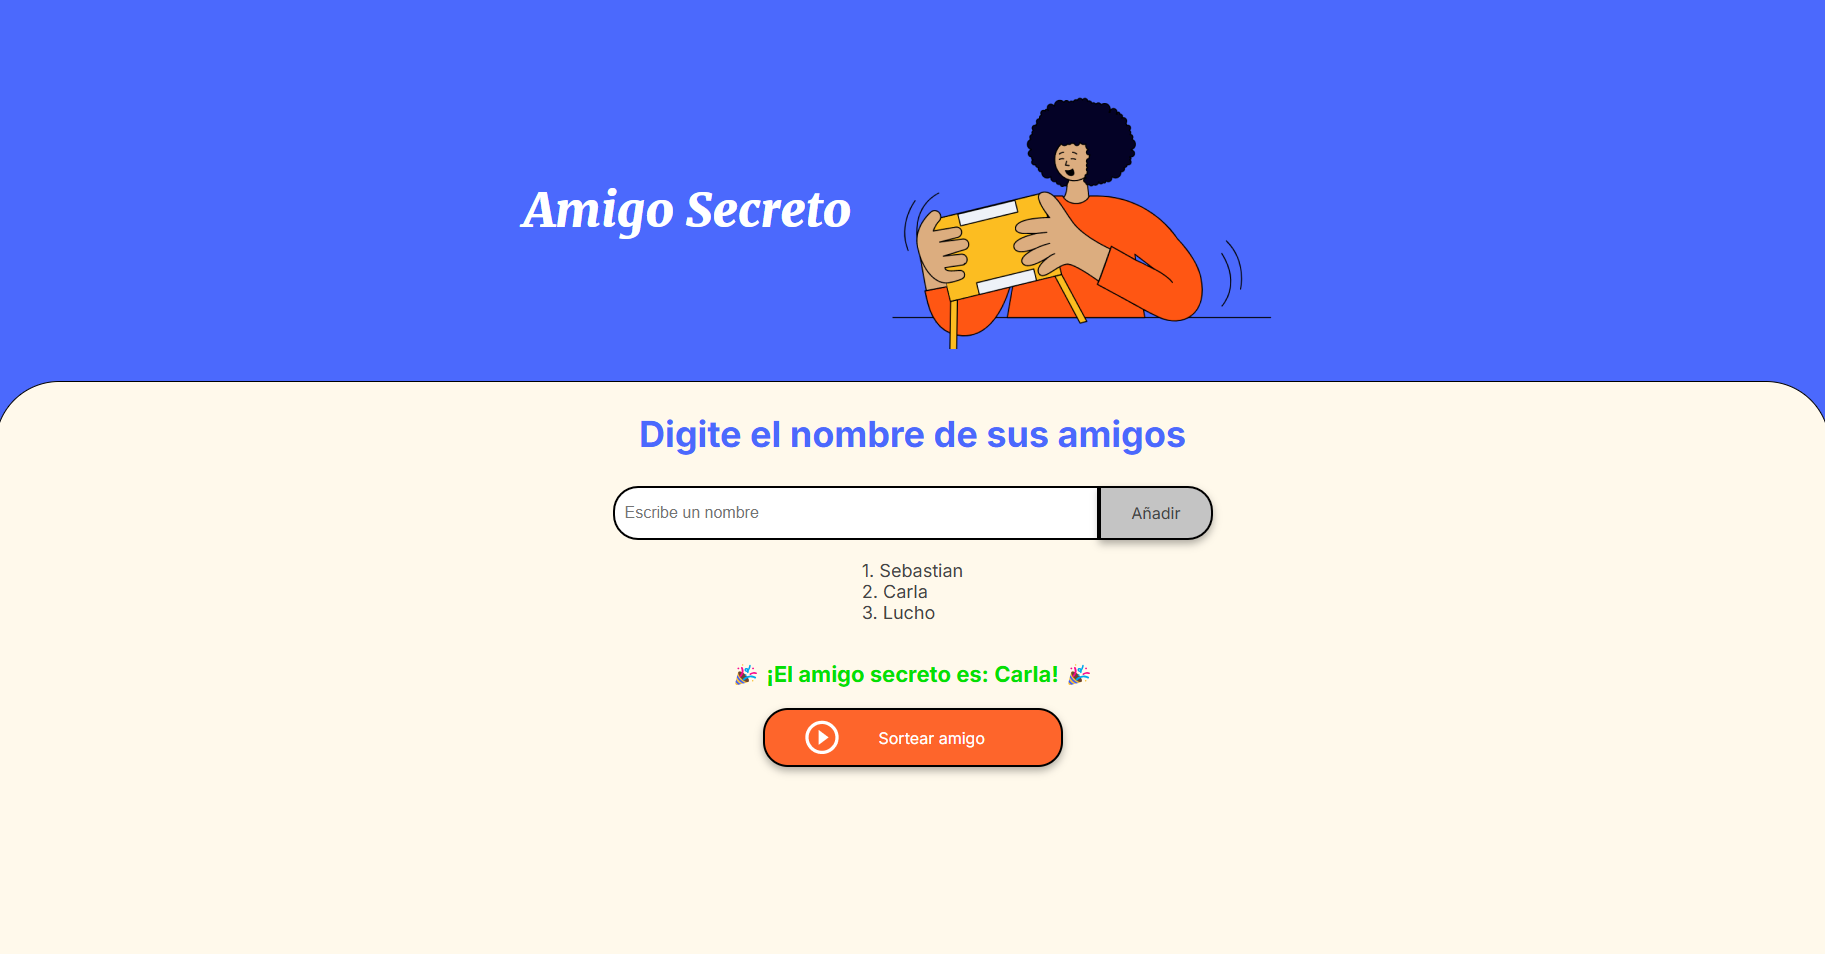 Amigo Secreto
Digite el nombre de sus amigos
Escribe un nombre
Añadir
1. Sebastian
2. Carla
3. Lucho
🎉 ¡El amigo secreto es: Carla! 🎉
Sortear amigo